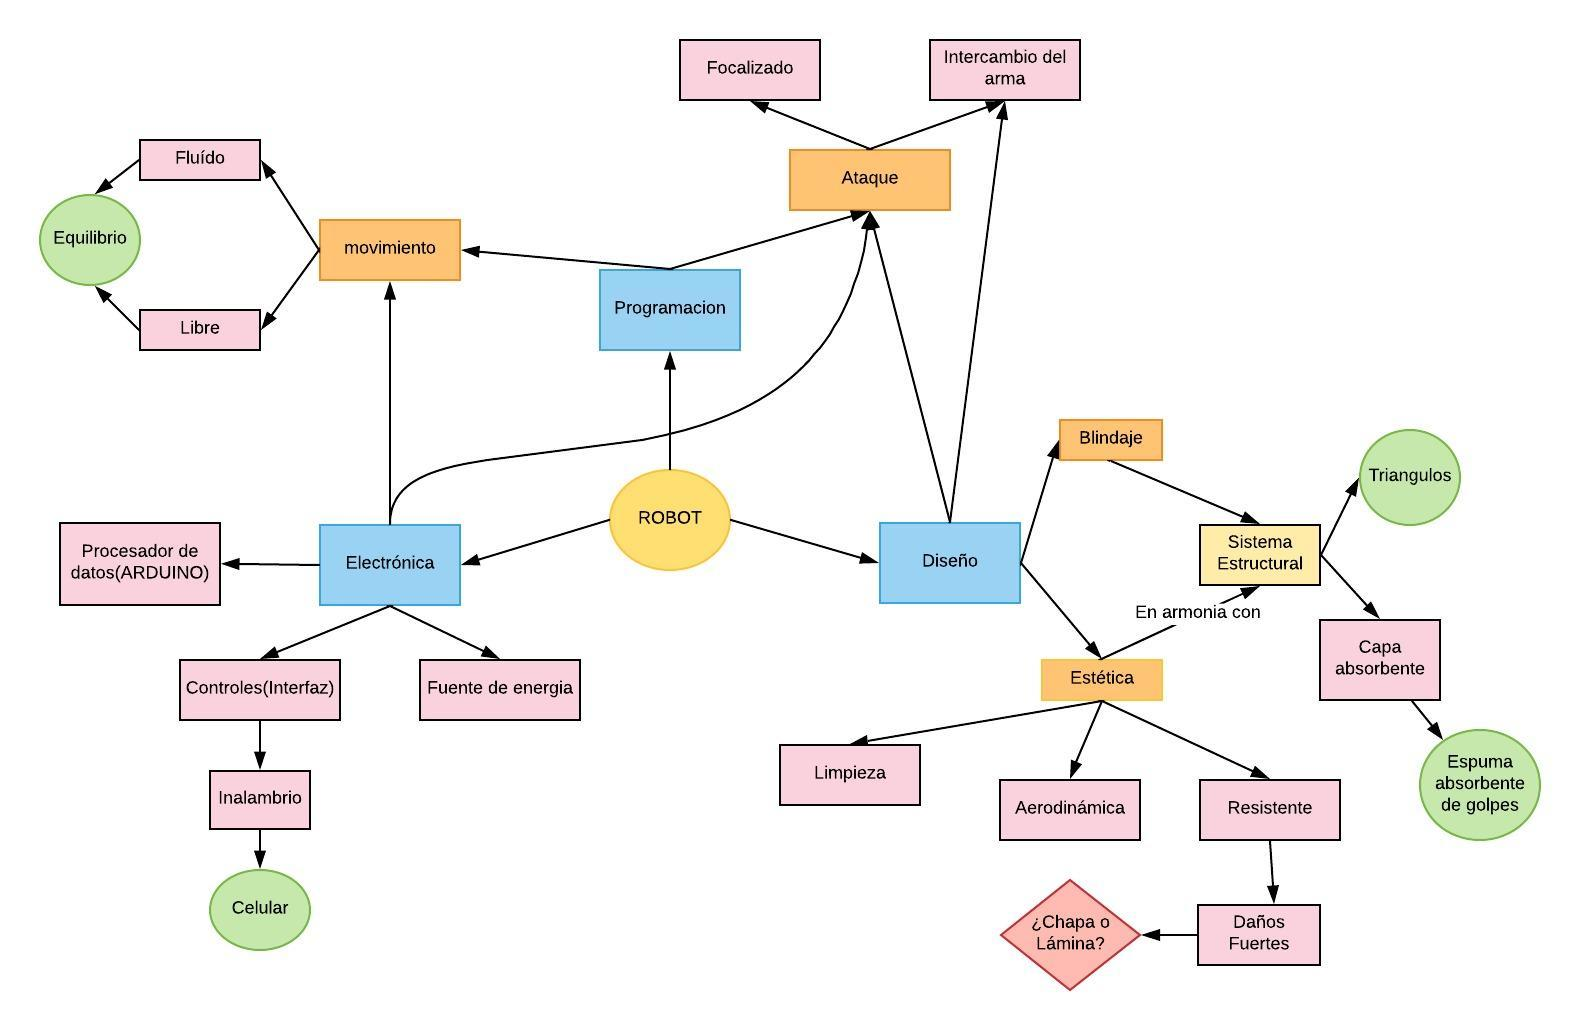 Focalizado
Intercambio del
arma
Fluído
Ataque
Equilibrio
movimiento
Programacion
Libre
Blindaje
Triangulos
ROBOT
Sistema
Estructural
Procesador de
datos(ARDUINO)
Electrónica
Diseño
En armonia con
Capa
absorbente
Controles(Interfaz)
Fuente de energia
Estética
Limpieza
Espuma
absorbente
de golpes
Inalambrio
Aerodinámica
Resistente
Celular
¿Chapa o
Lámina?
Daños
Fuertes